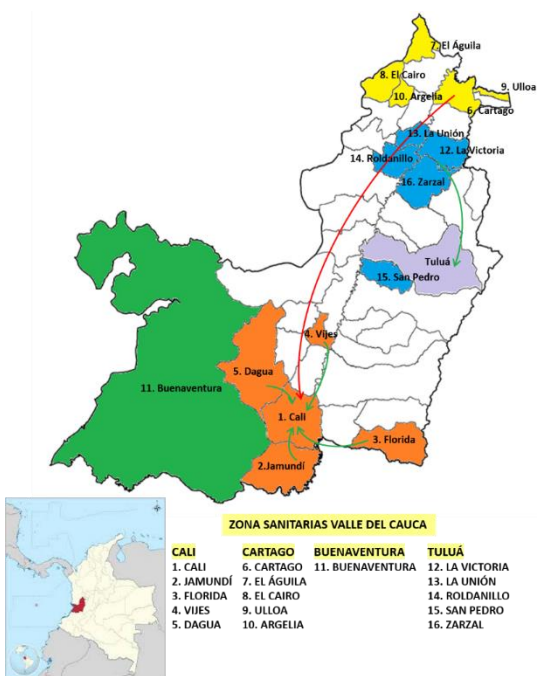 7. El Águila
8. El Cairo
9. Ulloa
10. Argelia
6. Cartago
13. La Unión
12. La Victoria
14. Roldanillo
16. Zarzal
Tuluá
15. San Pedro
4. Vijes
5. Dagua
11. Buenaventura
1. Cali
3. Florida
2.Jamundí
ZONA SANITARIAS VALLE DEL CAUCA
CALI CARTAGO BUENAVENTURA TULUÁ
1. CALI 6. CARTAGO 11. BUENAVENTURA 12. LA VICTORIA
2. JAMUNDÍ 7. EL ÁGUILA 13. LA UNIÓN
3. FLORIDA 8. EL CAIRO 14. ROLDANILLO
4. VIJES 9. ULLOA 15. SAN PEDRO
5. DAGUA 10. ARGELIA 16. ZARZAL